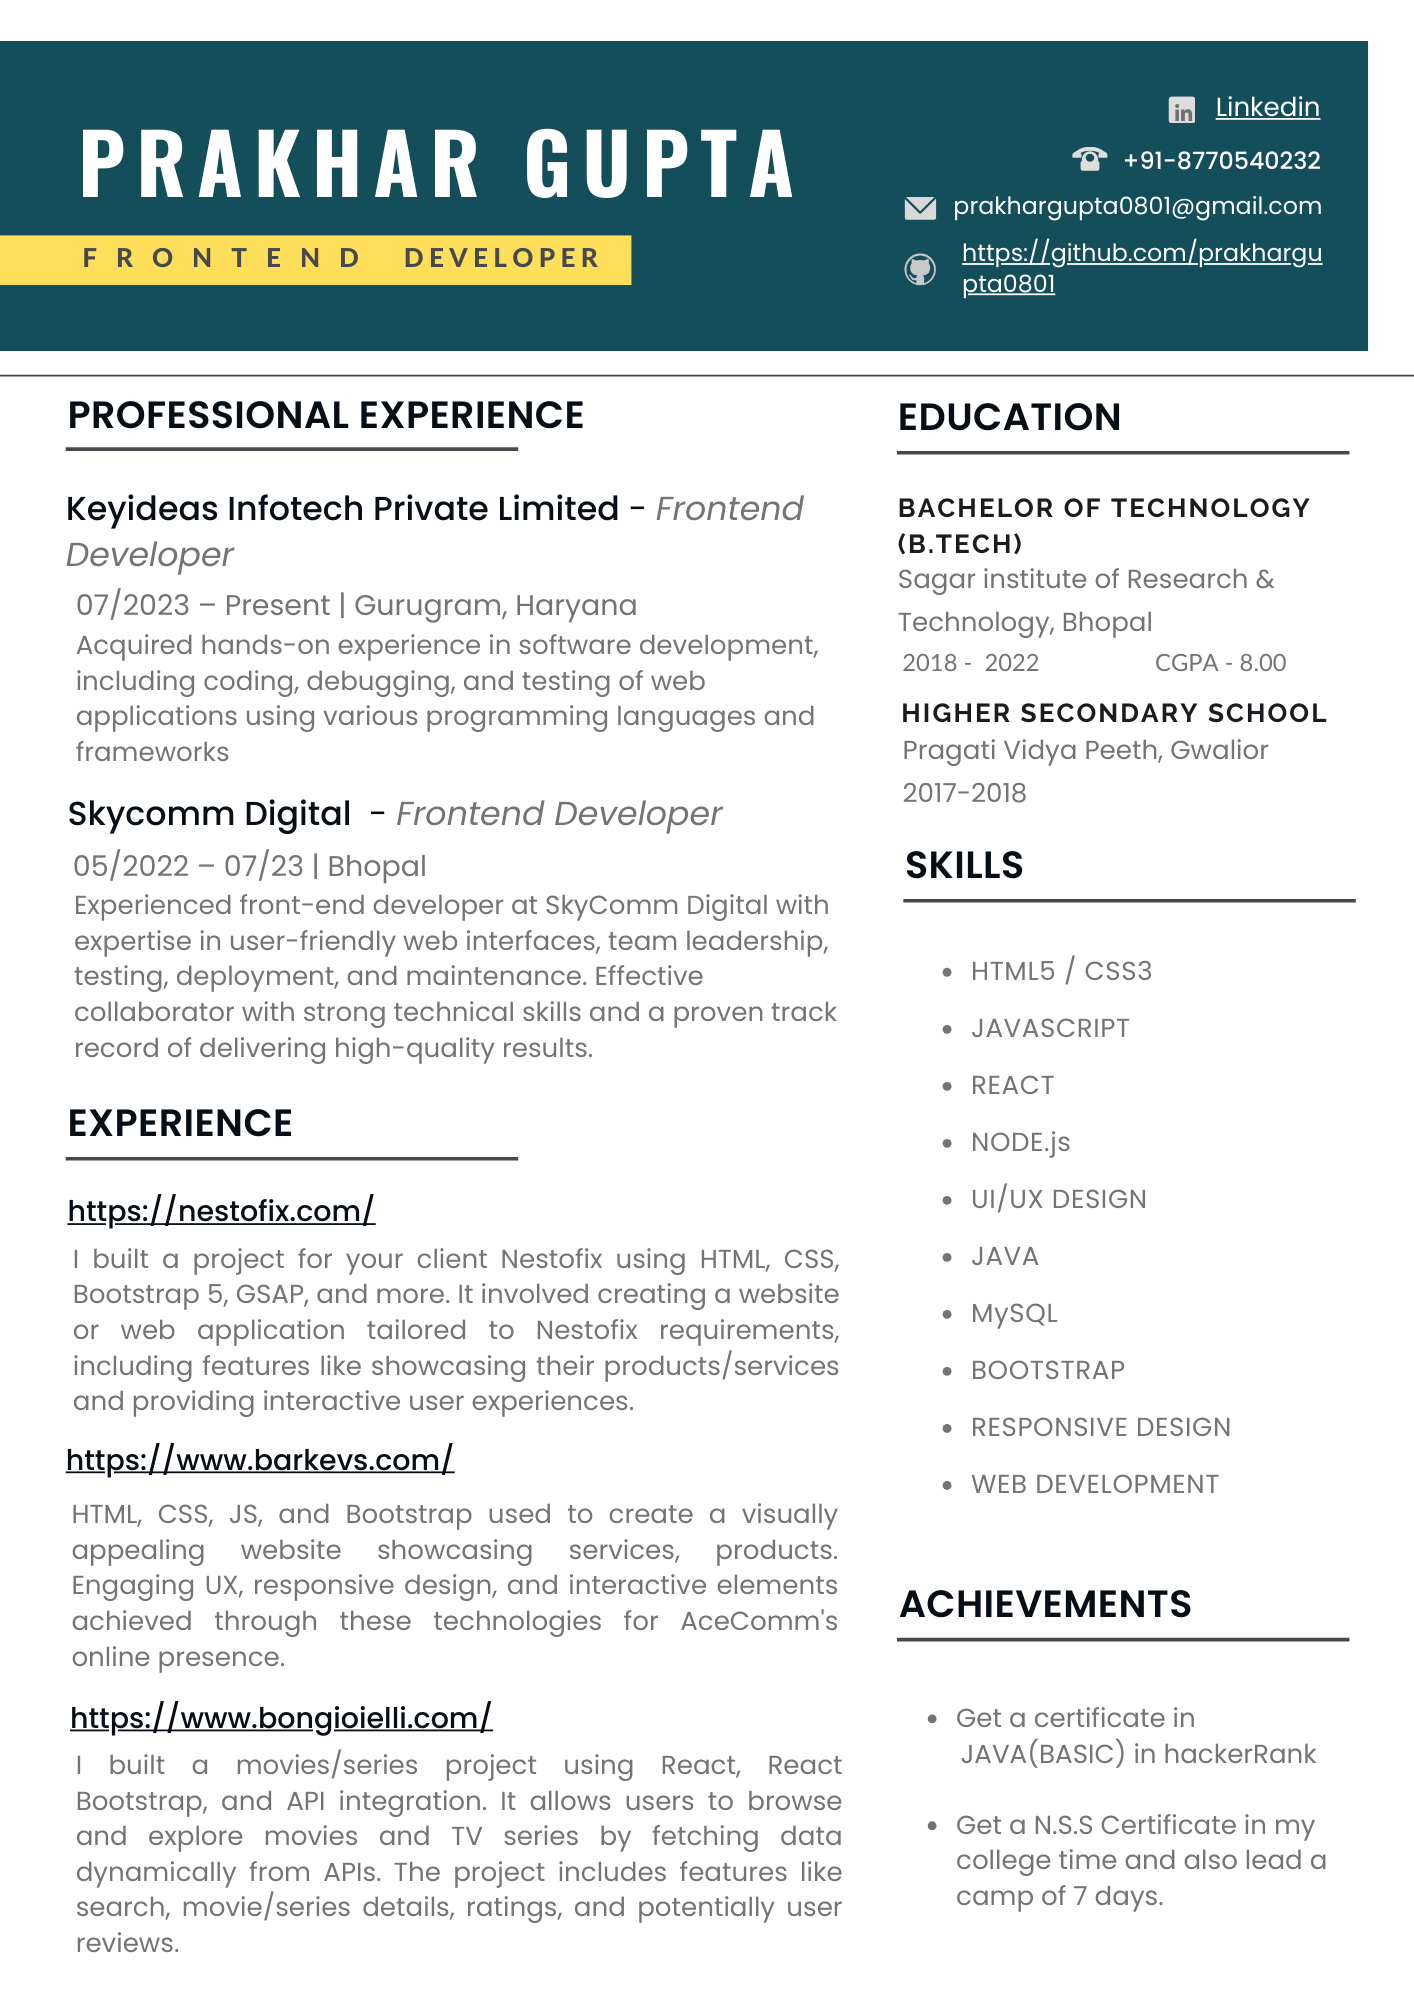 PRAKHAR GUPTA
FRONTEND DEVELOPER
Linkedin
+91-8770540232
prakhargupta0801@gmail.com
https://github.com/prakhargu
pta0801
PROFESSIONAL EXPERIENCE
Keyideas Infotech Private Limited - Frontend
Developer
07/2023 – Present | Gurugram, Haryana
Acquired hands-on experience in software development,
including coding, debugging, and testing of web
applications using various programming languages and
frameworks
Skycomm Digital - Frontend Developer
05/2022 – 07/23 | Bhopal
Experienced front-end developer at SkyComm Digital with
expertise in user-friendly web interfaces, team leadership,
testing, deployment, and maintenance. Effective
collaborator with strong technical skills and a proven track
record of delivering high-quality results.
EXPERIENCE
https://nestofix.com/
I built a project for your client Nestofix using HTML, CSS,
Bootstrap 5, GSAP, and more. It involved creating a website
or web application tailored to Nestofix requirements,
including features like showcasing their products/services
and providing interactive user experiences.
https://www.barkevs.com/
HTML, CSS, JS, and Bootstrap used to create a visually
appealing website showcasing services, products.
Engaging UX, responsive design, and interactive elements
achieved through these technologies for AceComm's
online presence.
https://www.bongioielli.com/
I built a movies/series project using React, React
Bootstrap, and API integration. It allows users to browse
and explore movies and TV series by fetching data
dynamically from APIs. The project includes features like
search, movie/series details, ratings, and potentially user
reviews.
EDUCATION
BACHELOR OF TECHNOLOGY
(B.TECH)
Sagar institute of Research &
Technology, Bhopal
2018 - 2022 CGPA - 8.00
HIGHER SECONDARY SCHOOL
Pragati Vidya Peeth, Gwalior
2017-2018
SKILLS
• HTML5 / CSS3
• JAVASCRIPT
• REACT
• NODE.js
• UI/UX DESIGN
• JAVA
• MySQL
• BOOTSTRAP
• RESPONSIVE DESIGN
• WEB DEVELOPMENT
ACHIEVEMENTS
• Get a certificate in
JAVA(BASIC) in hackerRank
• Get a N.S.S Certificate in my
college time and also lead a
camp of 7 days.